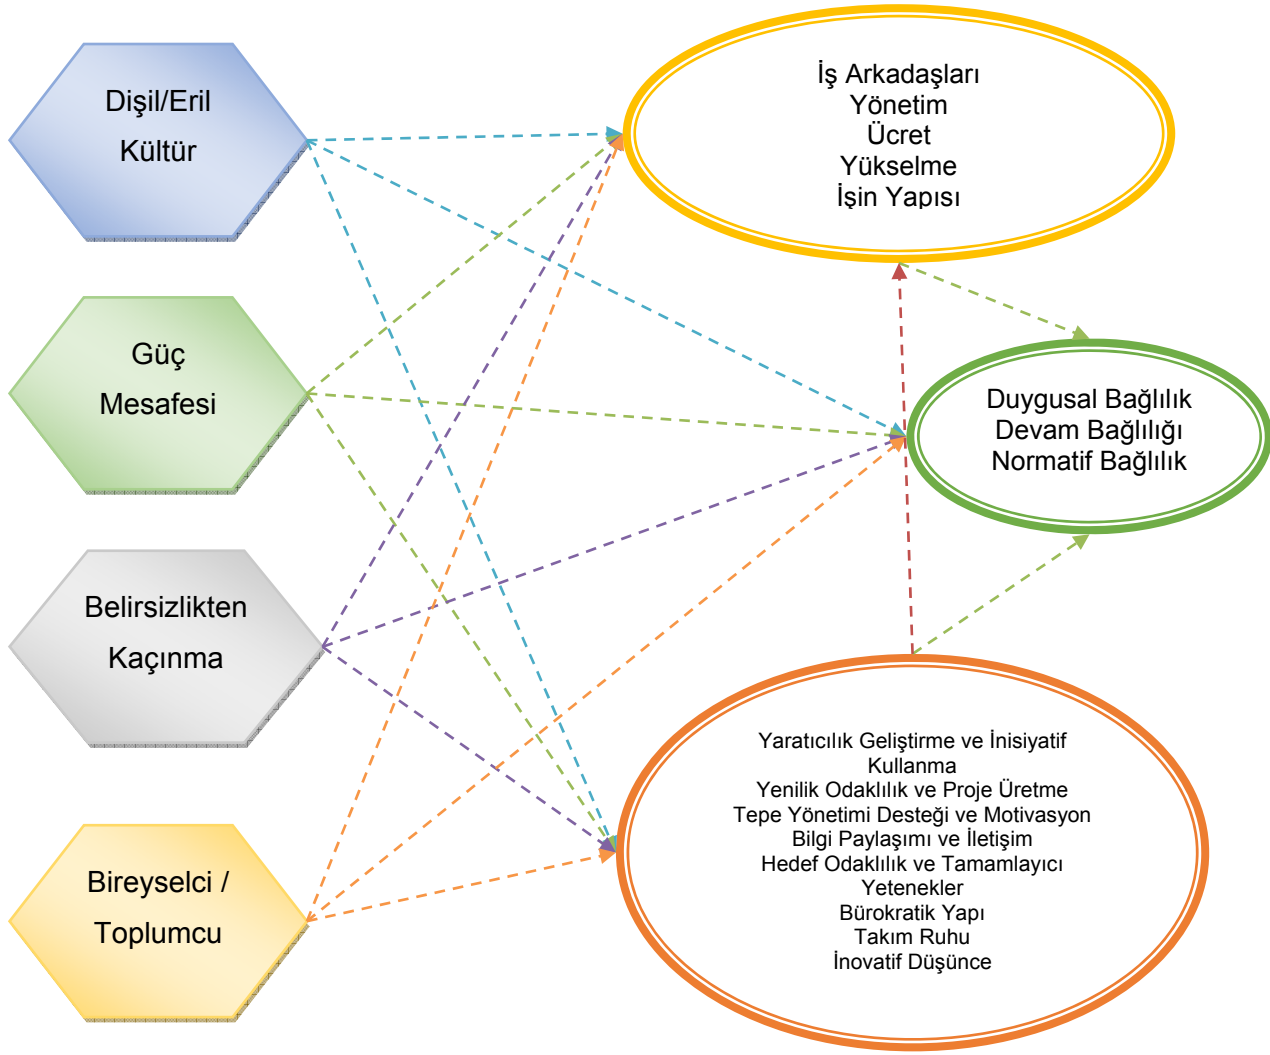 Dişil/Eril
Kültür
Güç
Mesafesi
Belirsizlikten
Kaçınma
Bireyselci /
Toplumcu
İş Arkadaşları
Yönetim
Ücret
Yükselme
İşin Yapısı
Duygusal Bağlılık
Devam Bağlılığı
Normatif Bağlılık
Yaratıcılık Geliştirme ve İnisiyatif
Kullanma
Yenilik Odaklılık ve Proje Üretme
Tepe Yönetimi Desteği ve Motivasyon
Bilgi Paylaşımı ve İletişim
Hedef Odaklılık ve Tamamlayıcı
Yetenekler
Bürokratik Yapı
Takım Ruhu
İnovatif Düşünce